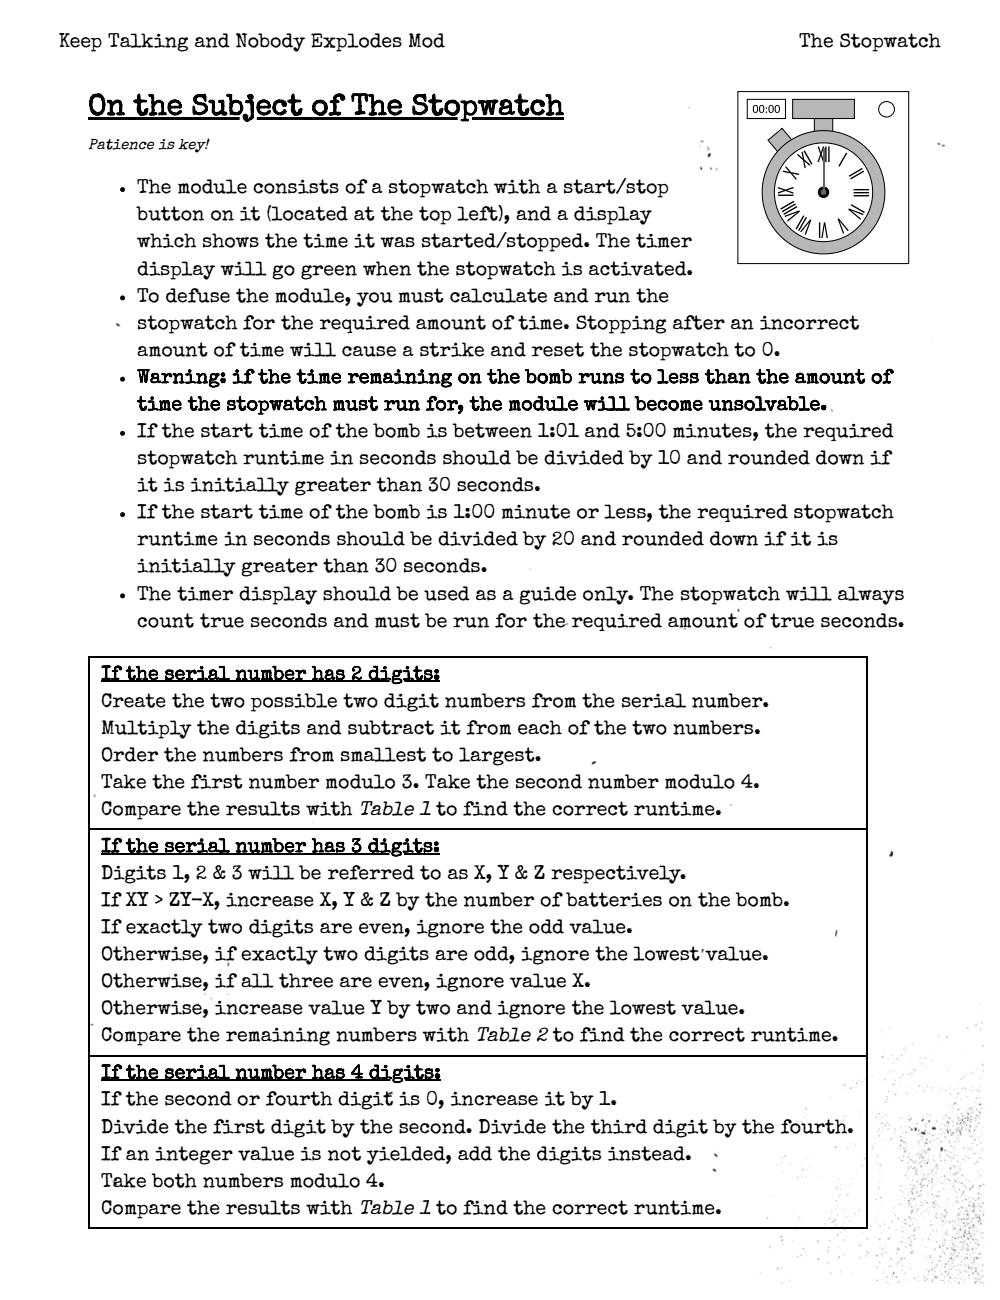 Keep Talking and Nobody Explodes Mod
The Stopwatch
On the Subject of The Stopwatch
00:00
Patience is key!
XII
I
II
III
IV
V
VI
VII
VIII
IX
X
XI
• The module consists of a stopwatch with a start/stop
button on it (located at the top left), and a display
which shows the time it was started/stopped. The timer
display will go green when the stopwatch is activated.
• To defuse the module, you must calculate and run the
stopwatch for the required amount of time. Stopping after an incorrect
amount of time will cause a strike and reset the stopwatch to 0.
• Warning: if the time remaining on the bomb runs to less than the amount of
time the stopwatch must run for, the module will become unsolvable.
• If the start time of the bomb is between 1:01 and 5:00 minutes, the required
stopwatch runtime in seconds should be divided by 10 and rounded down if
it is initially greater than 30 seconds.
• If the start time of the bomb is 1:00 minute or less, the required stopwatch
runtime in seconds should be divided by 20 and rounded down if it is
initially greater than 30 seconds.
• The timer display should be used as a guide only. The stopwatch will always
count true seconds and must be run for the required amount of true seconds.
If the serial number has 2 digits:
Create the two possible two digit numbers from the serial number.
Multiply the digits and subtract it from each of the two numbers.
Order the numbers from smallest to largest.
Take the first number modulo 3. Take the second number modulo 4.
Compare the results with Table 1 to find the correct runtime.
If the serial number has 3 digits:
Digits 1, 2 & 3 will be referred to as X, Y & Z respectively.
If XY > ZY-X, increase X, Y & Z by the number of batteries on the bomb.
If exactly two digits are even, ignore the odd value.
Otherwise, if exactly two digits are odd, ignore the lowest value.
Otherwise, if all three are even, ignore value X.
Otherwise, increase value Y by two and ignore the lowest value.
Compare the remaining numbers with Table 2 to find the correct runtime.
If the serial number has 4 digits:
If the second or fourth digit is 0, increase it by 1.
Divide the first digit by the second. Divide the third digit by the fourth.
If an integer value is not yielded, add the digits instead.
Take both numbers modulo 4.
Compare the results with Table 1 to find the correct runtime.